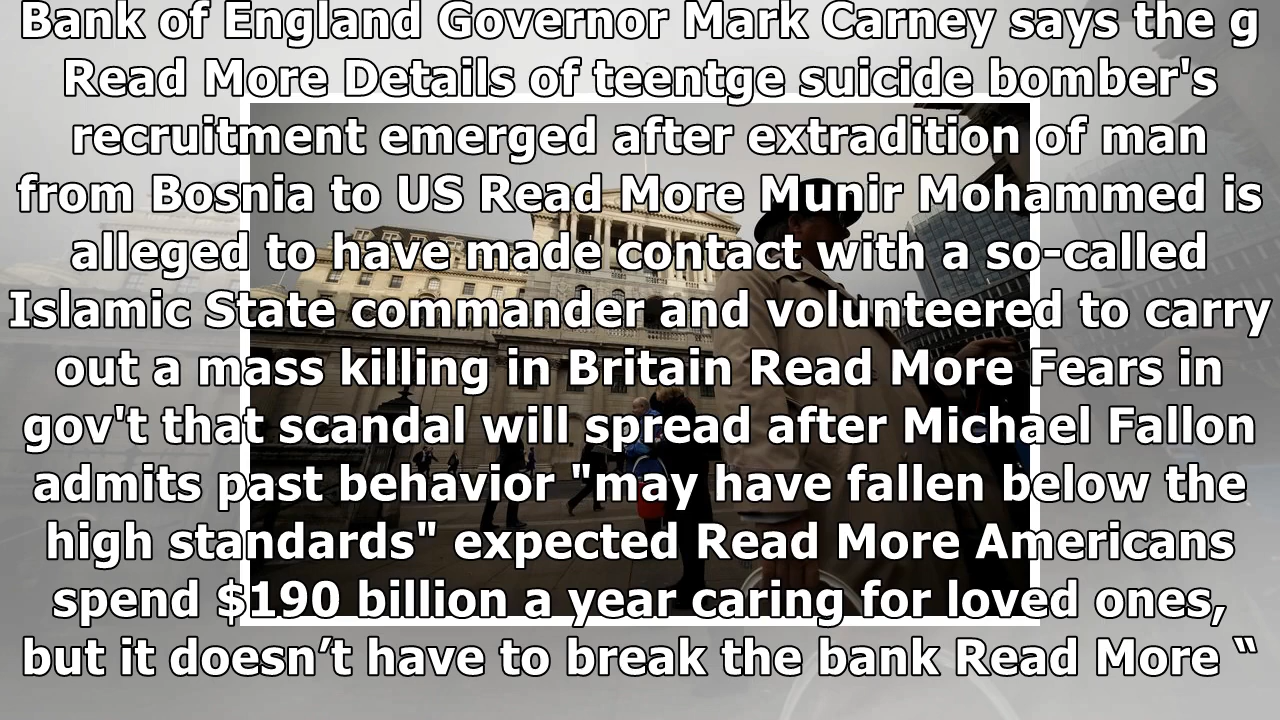 Bank of England Governor Mark Carney says the g
Read More Details of teentge suicide bomber's
recruitment emerged after extradition of man
from Bosnia to US Read More Munir Mohammed is
alleged to have made contact with a so-called
Islamic State commander and volunteered to carry
out a mass killing in Britain Read More Fears in
gov't that scandal will spread after Michael Fallon
admits past behavior "may have fallen below the
high standards" expected Read More Americans
spend $190 billion a year caring for loved ones,
but it doesn’t have to break the bank Read More “